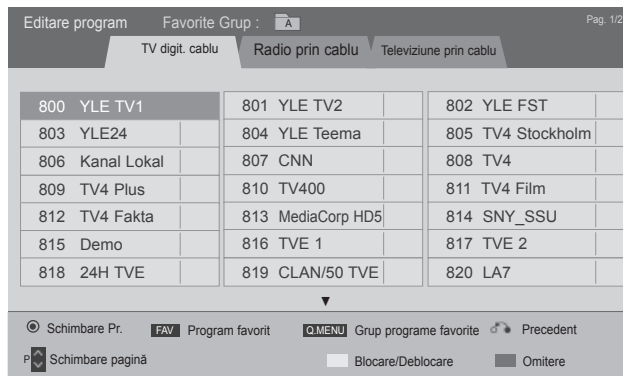 Editare program Favorite Grup : A Pag. 1/2
TV digit. cablu Radio prin cablu Televiziune prin cablu
800 YLE TV1 801 YLE TV2 802 YLE FST
803 YLE24 804 YLE Teema 805 TV4 Stockholm
806 Kanal Lokal 807 CNN 808 TV4
809 TV4 Plus 810 TV400 811 TV4 Film
812 TV4 Fakta 813 MediaCorp HD5 814 SNY_SSU
815 Demo 816 TVE 1 817 TVE 2
818 24H TVE 819 CLAN/50 TVE 820 LA7
Schimbare Pr. FAV Program favorit Q.MENU Grup programe favorite Precedent
P Schimbare pagină Blocare/Deblocare Omitere